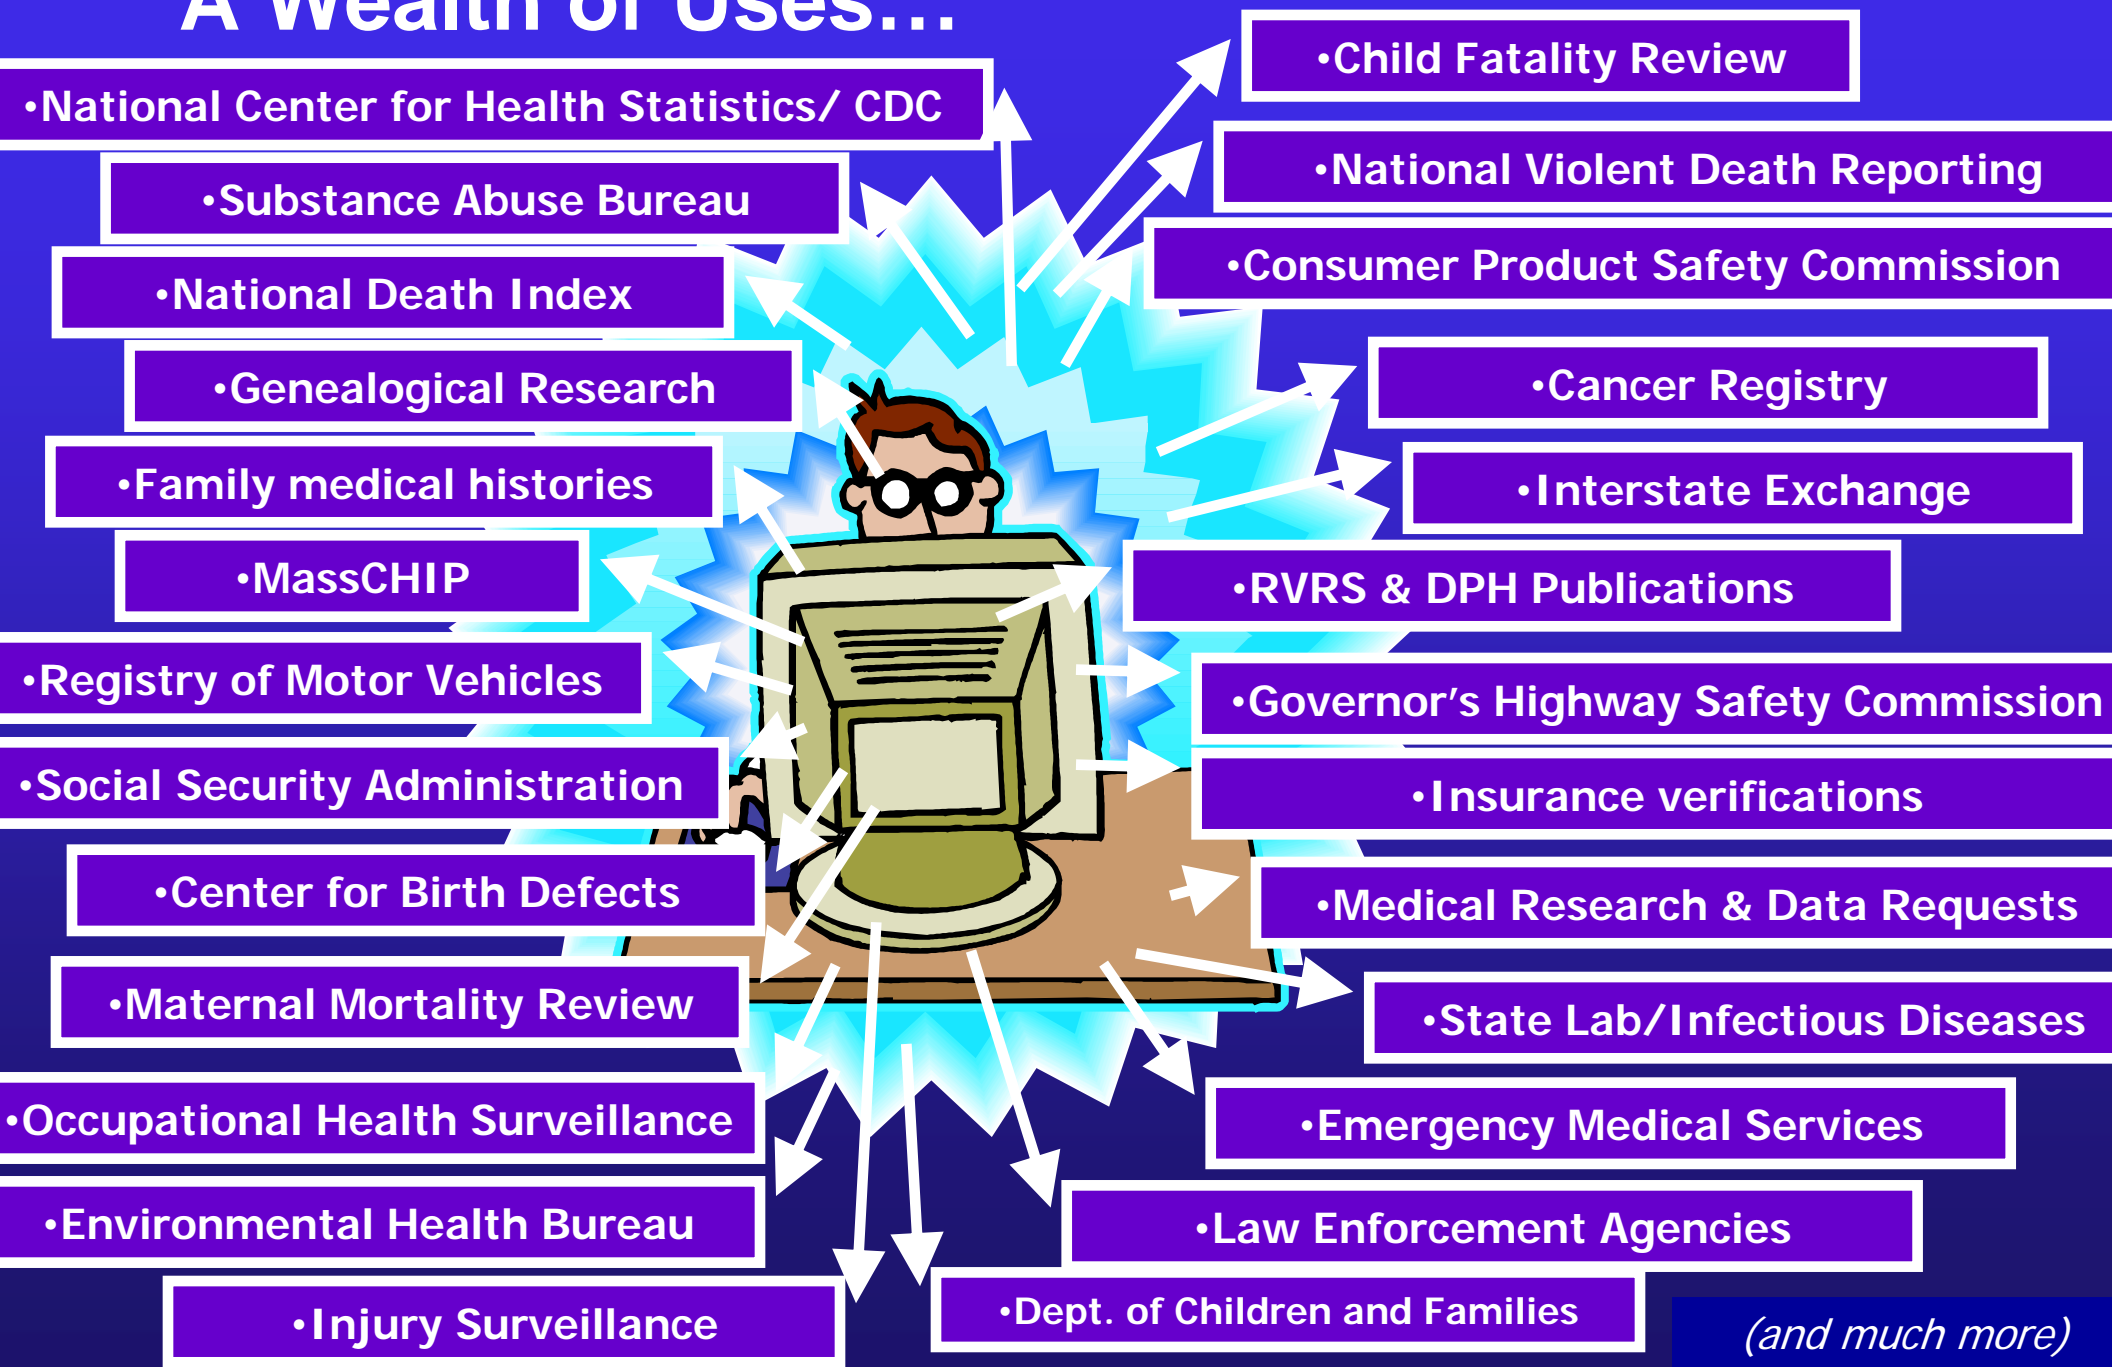 A Wealth of Uses…
•National Center for Health Statistics/ CDC
•Substance Abuse Bureau
•National Death Index
•Genealogical Research
•Family medical histories
•MassCHIP
•Registry of Motor Vehicles
•Social Security Administration
•Center for Birth Defects
•Maternal Mortality Review
•Occupational Health Surveillance
•Environmental Health Bureau
•Injury Surveillance
•Child Fatality Review
•National Violent Death Reporting
•Consumer Product Safety Commission
•Cancer Registry
•Interstate Exchange
•RVRS & DPH Publications
•Governor’s Highway Safety Commission
•Insurance verifications
•Medical Research & Data Requests
•State Lab/Infectious Diseases
•Emergency Medical Services
•Law Enforcement Agencies
•Dept. of Children and Families
(and much more)